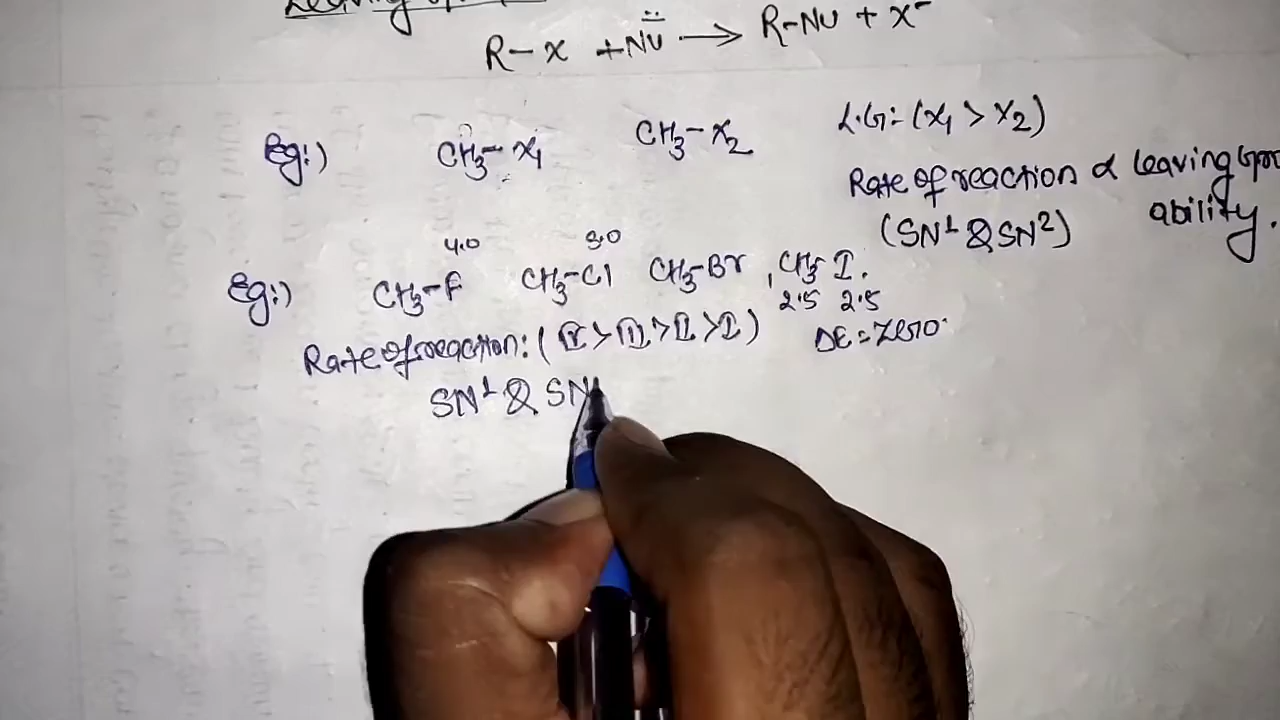 Leaving
R-X + Nü → R-Nu + X⁻
Eg:) CH₃-X₁ CH₃-X₂ L.G:-(X₁ > X₂)
Rate of reaction α leaving
(SN¹ & SN²) ability.
4.0 3.0
Eg:) CH₃-F CH₃-Cl CH₃-Br , CH₃-I.
2.5 2.5
Rate of reaction: ( > III > II > I) ΔE = Zero.
SN¹ & SN